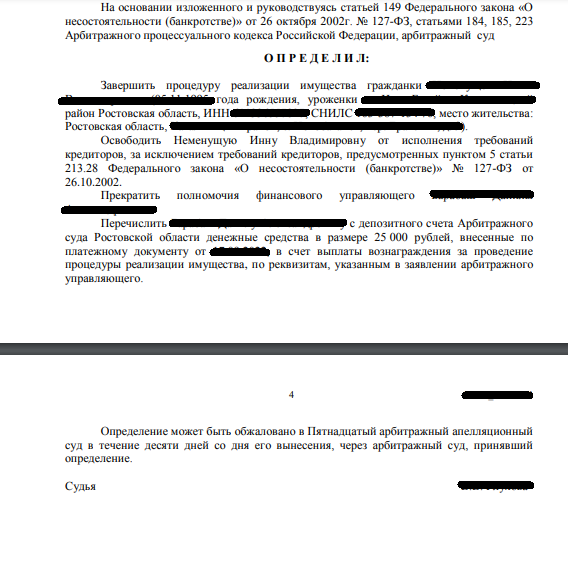 На основании изложенного и руководствуясь статьей 149 Федерального закона «О
несостоятельности (банкротстве)» от 26 октября 2002г. № 127-ФЗ, статьями 184, 185, 223
Арбитражного процессуального кодекса Российской Федерации, арбитражный суд
О П Р Е Д Е Л И Л:
Завершить процедуру реализации имущества гражданки
года рождения, уроженки
район Ростовская область, ИНН СНИЛС место жительства:
Ростовская область, ).
Освободить Неменущую Инну Владимировну от исполнения требований
кредиторов, за исключением требований кредиторов, предусмотренных пунктом 5 статьи
213.28 Федерального закона «О несостоятельности (банкротстве)» № 127-ФЗ от
26.10.2002.
Прекратить полномочия финансового управляющего
Перечислить с депозитного счета Арбитражного
суда Ростовской области денежные средства в размере 25 000 рублей, внесенные по
платежному документу от в счет выплаты вознаграждения за проведение
процедуры реализации имущества, по реквизитам, указанным в заявлении арбитражного
управляющего.
4
Определение может быть обжаловано в Пятнадцатый арбитражный апелляционный
суд в течение десяти дней со дня его вынесения, через арбитражный суд, принявший
определение.
Судья